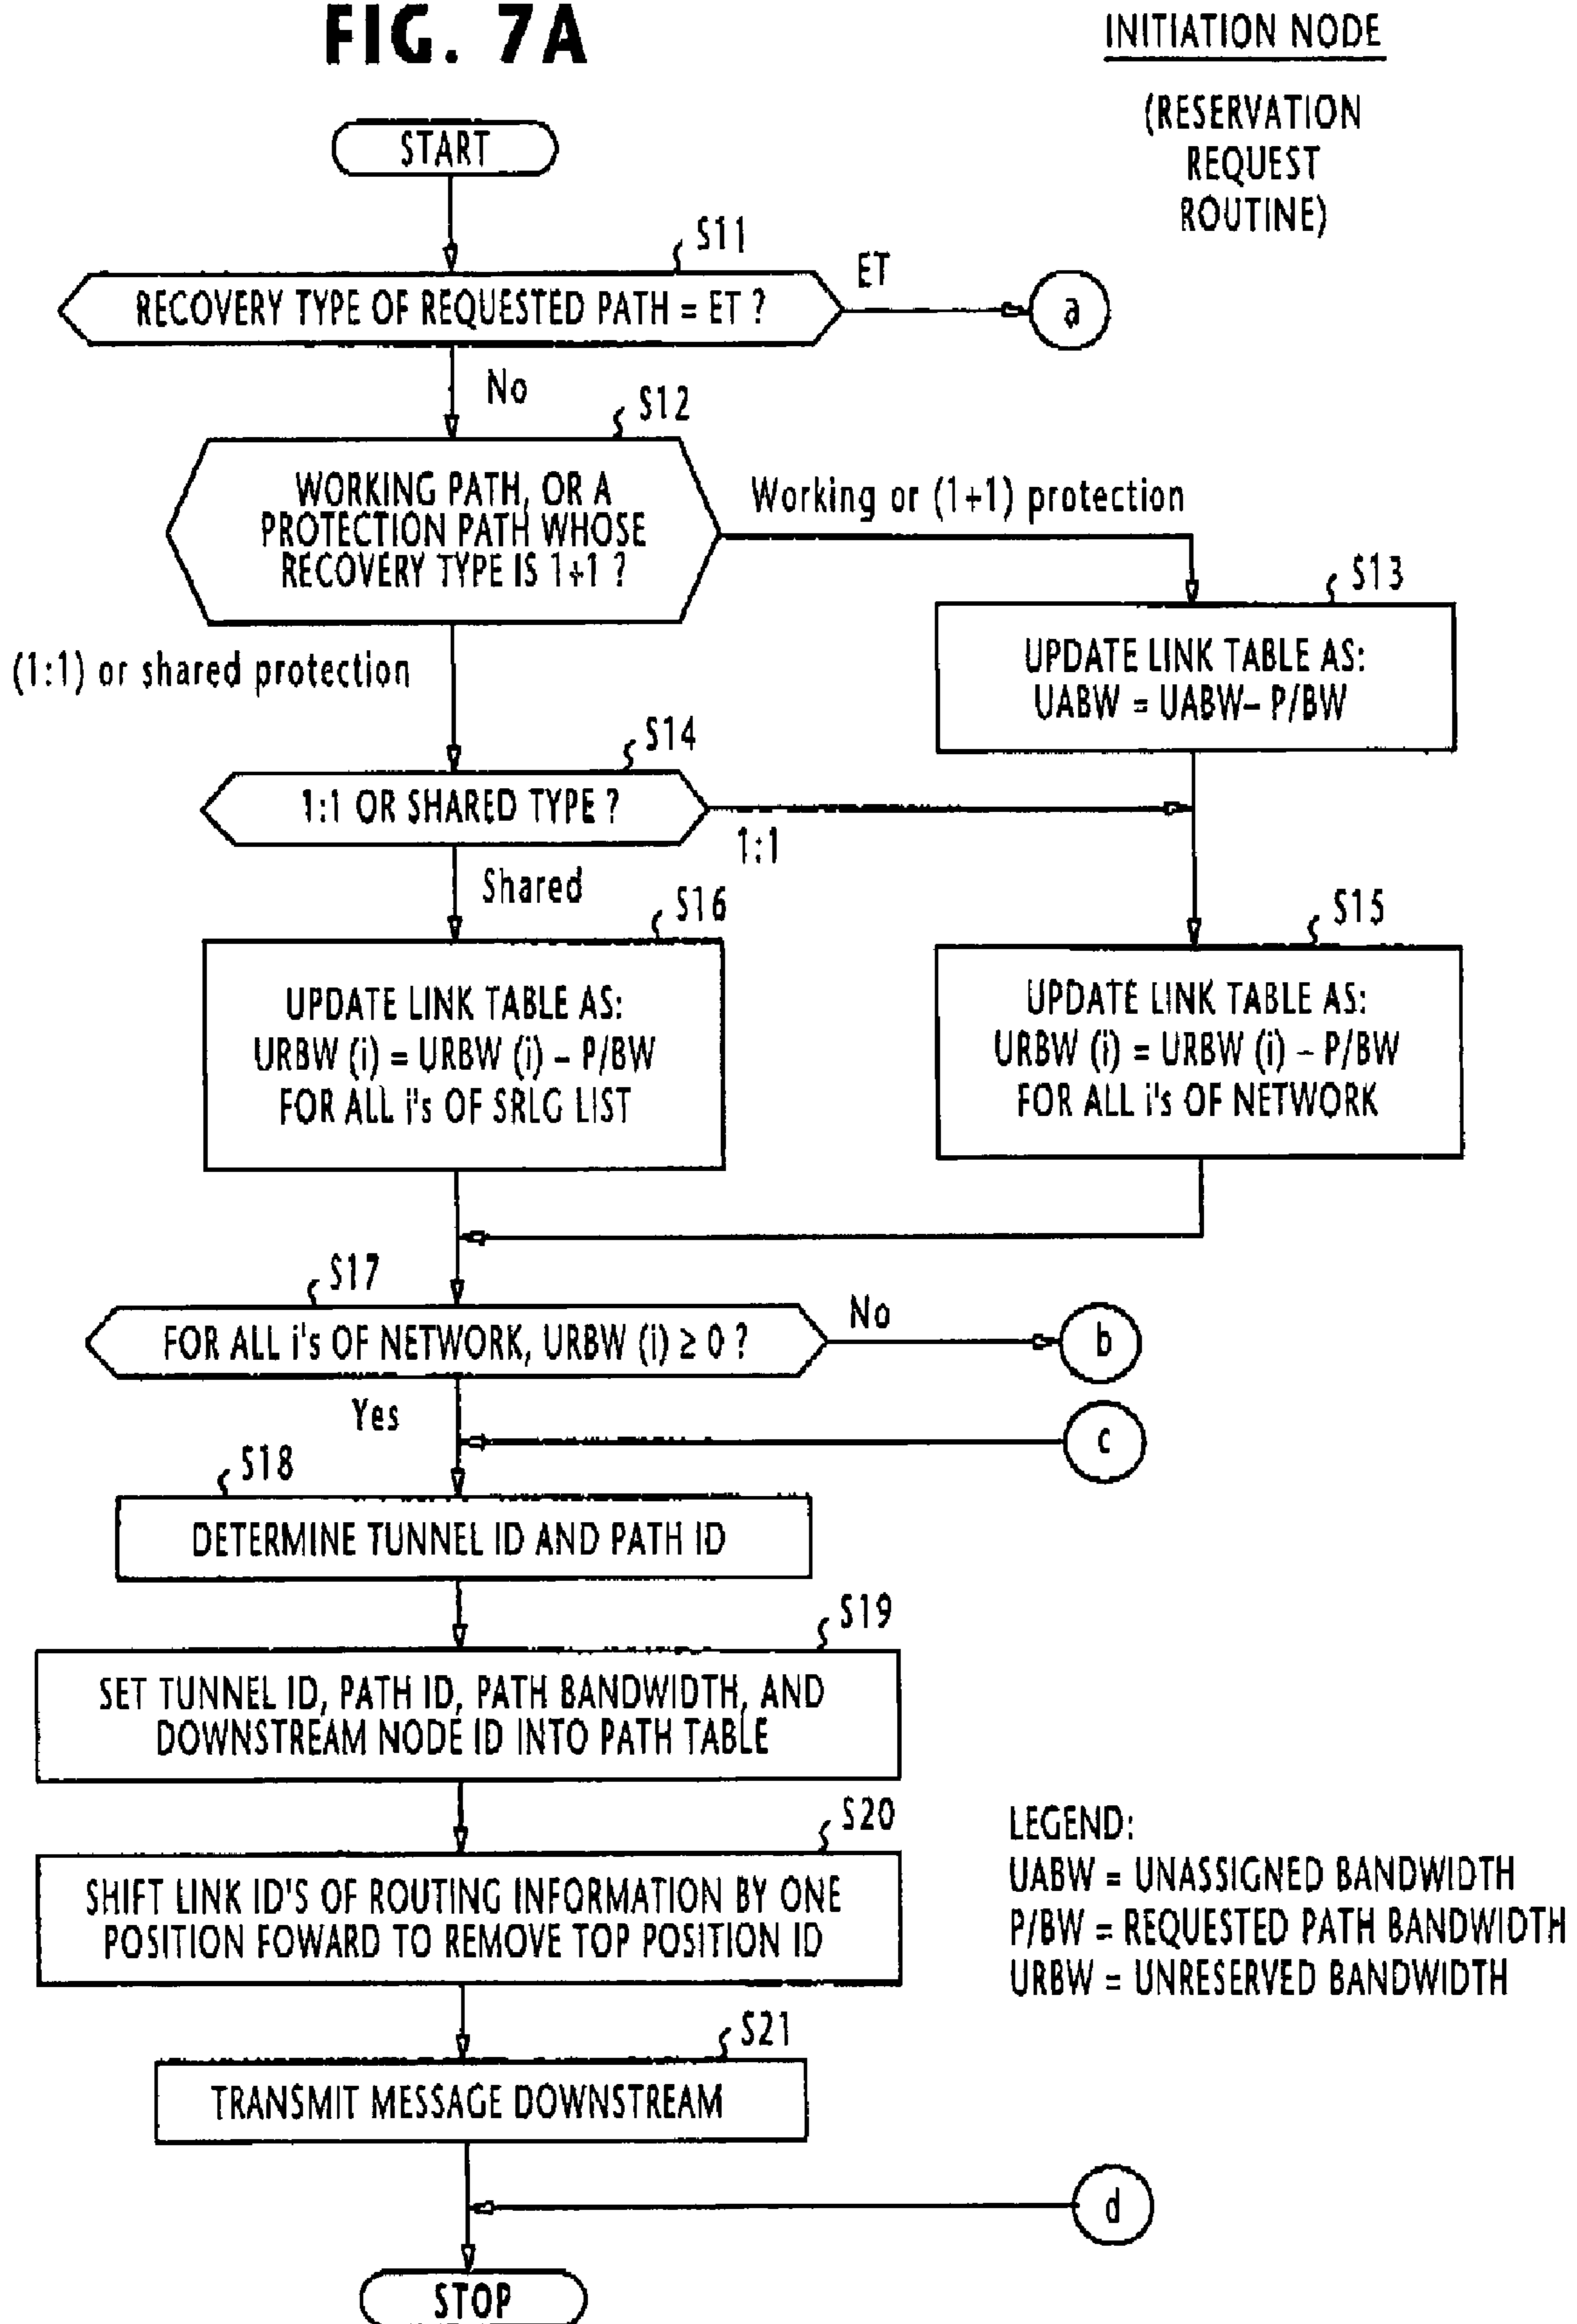 FIG. 7A
INITIATION NODE
(RESERVATION
REQUEST
ROUTINE)
START
S11
RECOVERY TYPE OF REQUESTED PATH = ET ?
ET
a
No
S12
WORKING PATH, OR A
PROTECTION PATH WHOSE
RECOVERY TYPE IS 1+1 ?
Working or (1+1) protection
S13
UPDATE LINK TABLE AS:
UABW = UABW– P/BW
(1:1) or shared protection
S14
1:1 OR SHARED TYPE ?
1:1
Shared
S16
UPDATE LINK TABLE AS:
URBW (i) = URBW (i) – P/BW
FOR ALL i's OF SRLG LIST
S15
UPDATE LINK TABLE AS:
URBW (i) = URBW (i) – P/BW
FOR ALL i's OF NETWORK
S17
FOR ALL i's OF NETWORK, URBW (i) ≥ 0 ?
No
b
Yes
c
S18
DETERMINE TUNNEL ID AND PATH ID
S19
SET TUNNEL ID, PATH ID, PATH BANDWIDTH, AND
DOWNSTREAM NODE ID INTO PATH TABLE
S20
SHIFT LINK ID'S OF ROUTING INFORMATION BY ONE
POSITION FOWARD TO REMOVE TOP POSITION ID
LEGEND:
UABW = UNASSIGNED BANDWIDTH
P/BW = REQUESTED PATH BANDWIDTH
URBW = UNRESERVED BANDWIDTH
S21
TRANSMIT MESSAGE DOWNSTREAM
d
STOP